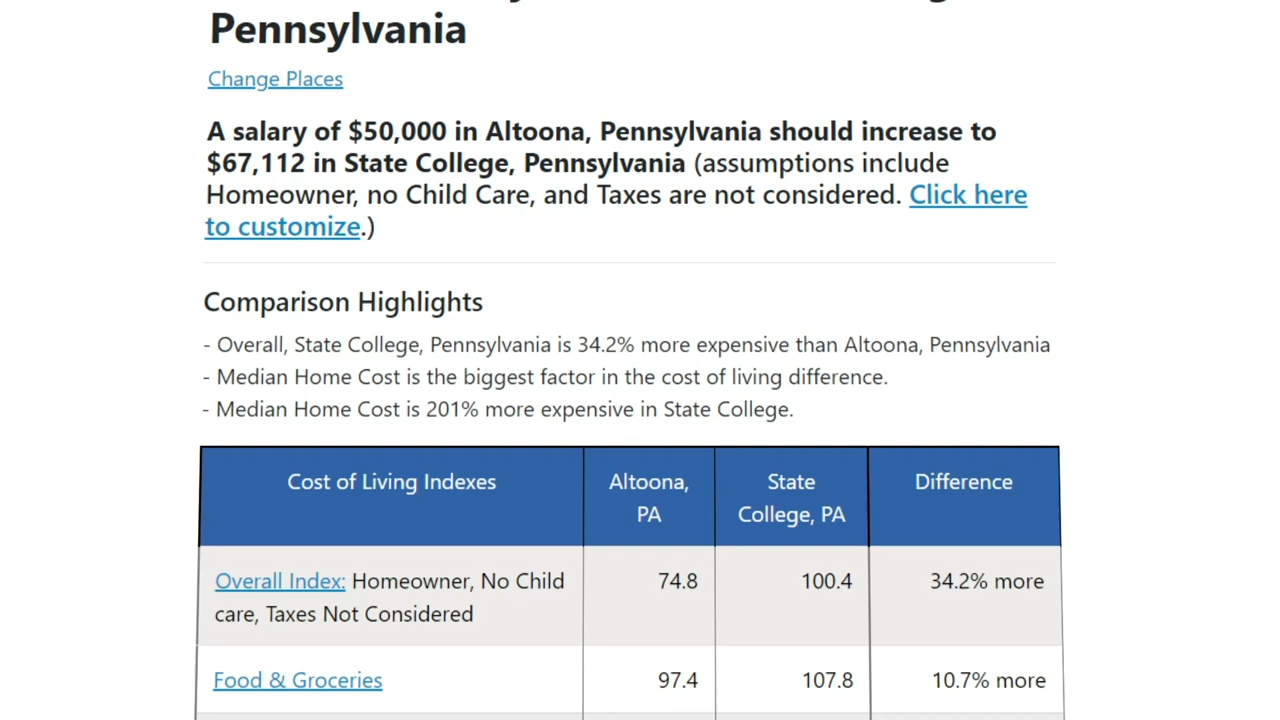 Pennsylvania
Change Places
A salary of $50,000 in Altoona, Pennsylvania should increase to
$67,112 in State College, Pennsylvania (assumptions include
Homeowner, no Child Care, and Taxes are not considered. Click here
to customize.)
Comparison Highlights
- Overall, State College, Pennsylvania is 34.2% more expensive than Altoona, Pennsylvania
- Median Home Cost is the biggest factor in the cost of living difference.
- Median Home Cost is 201% more expensive in State College.
Cost of Living Indexes
Altoona,
PA
State
College, PA
Difference
Overall Index: Homeowner, No Child
care, Taxes Not Considered
74.8
100.4
34.2% more
Food & Groceries
97.4
107.8
10.7% more